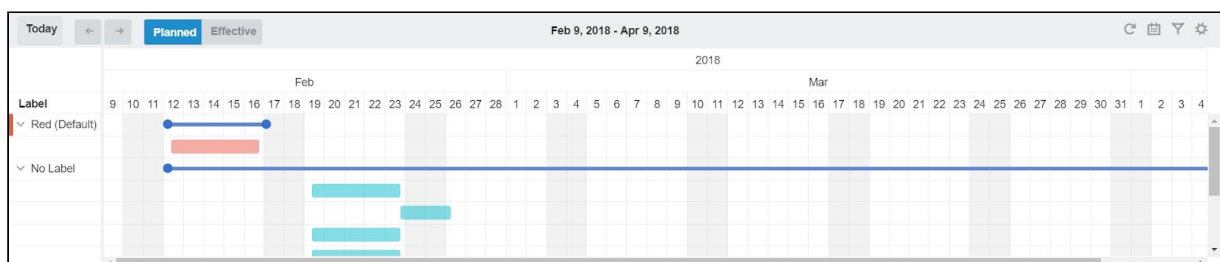 Today ← → Planned Effective Feb 9, 2018 - Apr 9, 2018
2018
Feb Mar
Label 9 10 11 12 13 14 15 16 17 18 19 20 21 22 23 24 25 26 27 28 1 2 3 4 5 6 7 8 9 10 11 12 13 14 15 16 17 18 19 20 21 22 23 24 25 26 27 28 29 30 31 1 2 3 4
Red (Default)
No Label